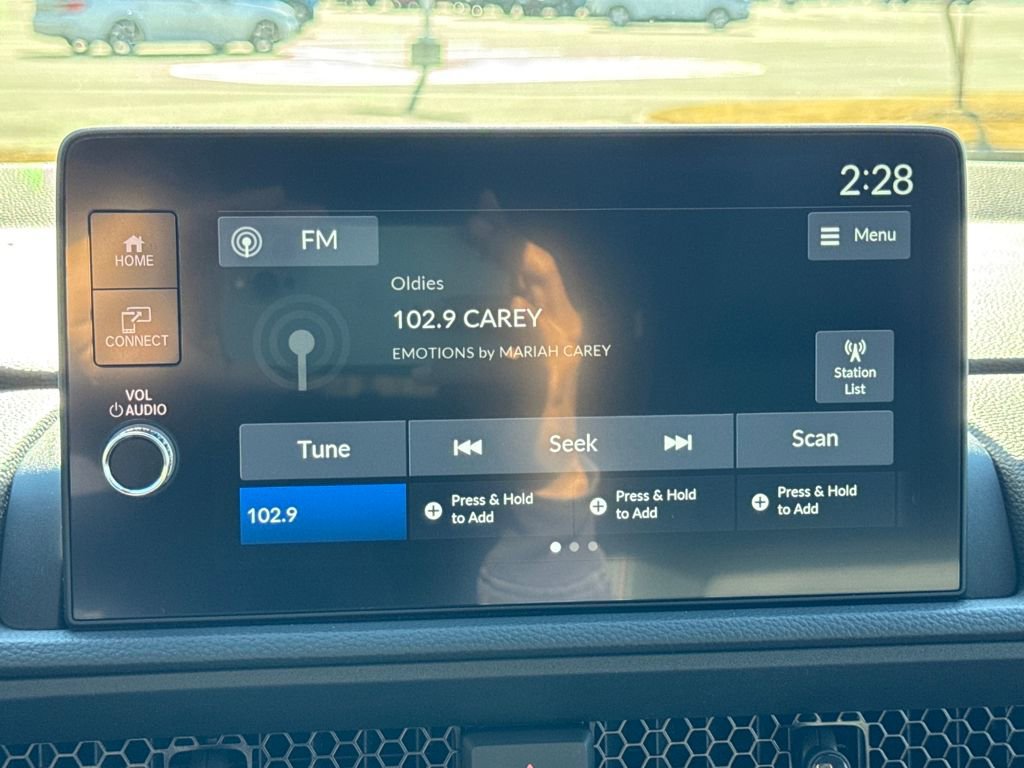 2:28
HOME
FM
Menu
Oldies
CONNECT
102.9 CAREY
EMOTIONS by MARIAH CAREY
Station
List
VOL
AUDIO
Tune
Seek
Scan
102.9
Press & Hold
to Add
Press & Hold
to Add
Press & Hold
to Add